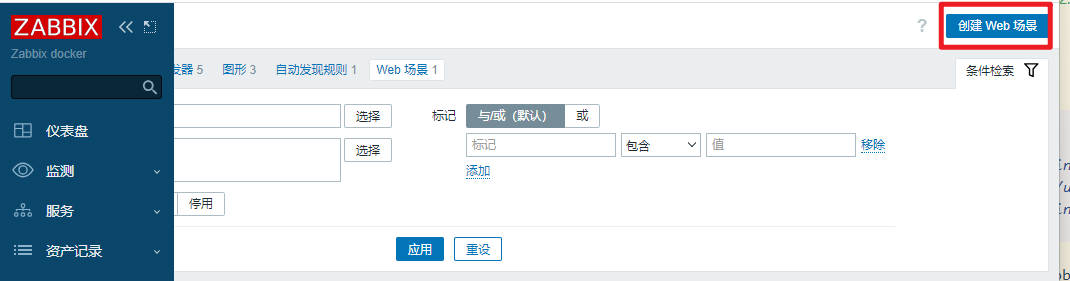 ZABBIX
Zabbix docker
? 创建 Web 场景
发器 5 图形 3 自动发现规则 1 Web 场景 1
条件检索
选择 标记 与/或（默认） 或
标记 包含 值 移除
选择
添加
停用
应用 重设
仪表盘
监测
服务
资产记录